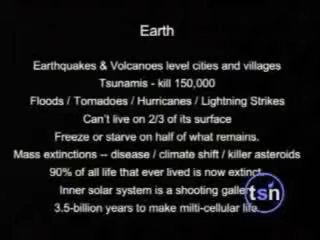 Earth
Earthquakes & Volcanoes level cities and villages
Tsunamis - kill 150,000
Floods / Tornadoes / Hurricanes / Lightning Strikes
Can't live on 2/3 of its surface
Freeze or starve on half of what remains.
Mass extinctions -- disease / climate shift / killer asteroids
90% of all life that ever lived is now extinct.
Inner solar system is a shooting gallery
tsn
3.5-billion years to make milti-cellular life.